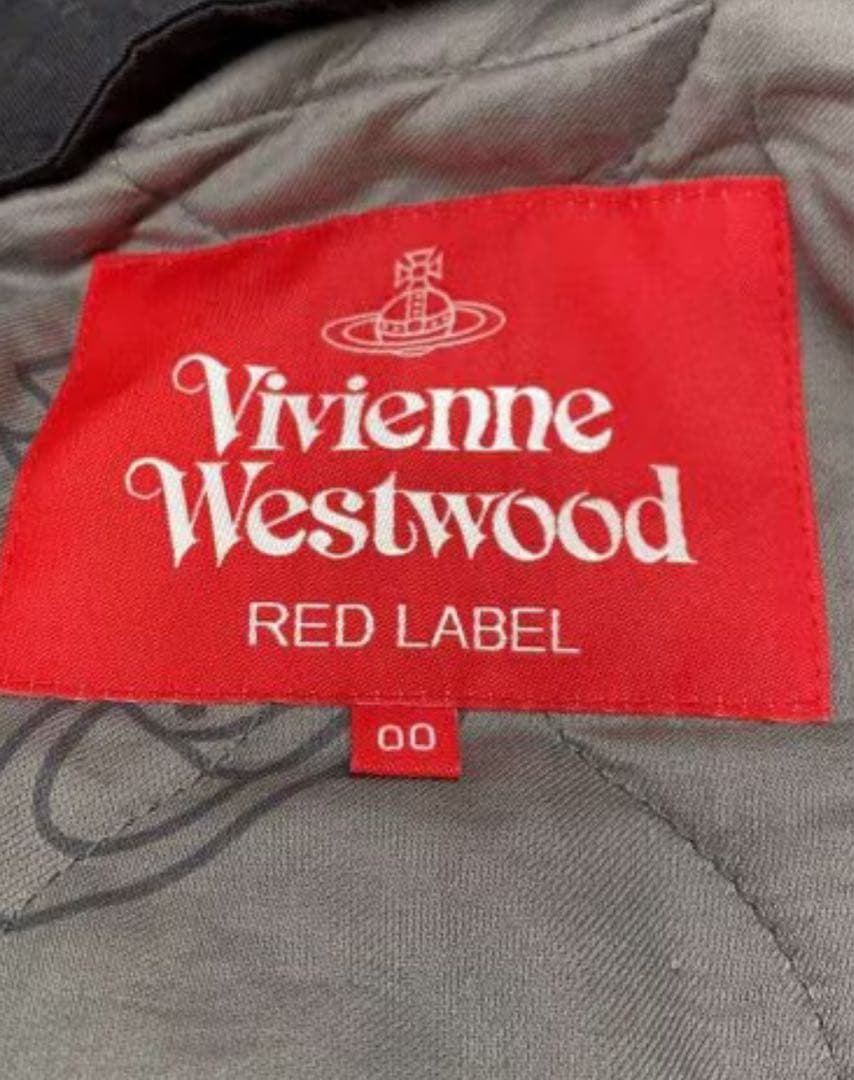 Vivienne
Westwood
RED LABEL
00